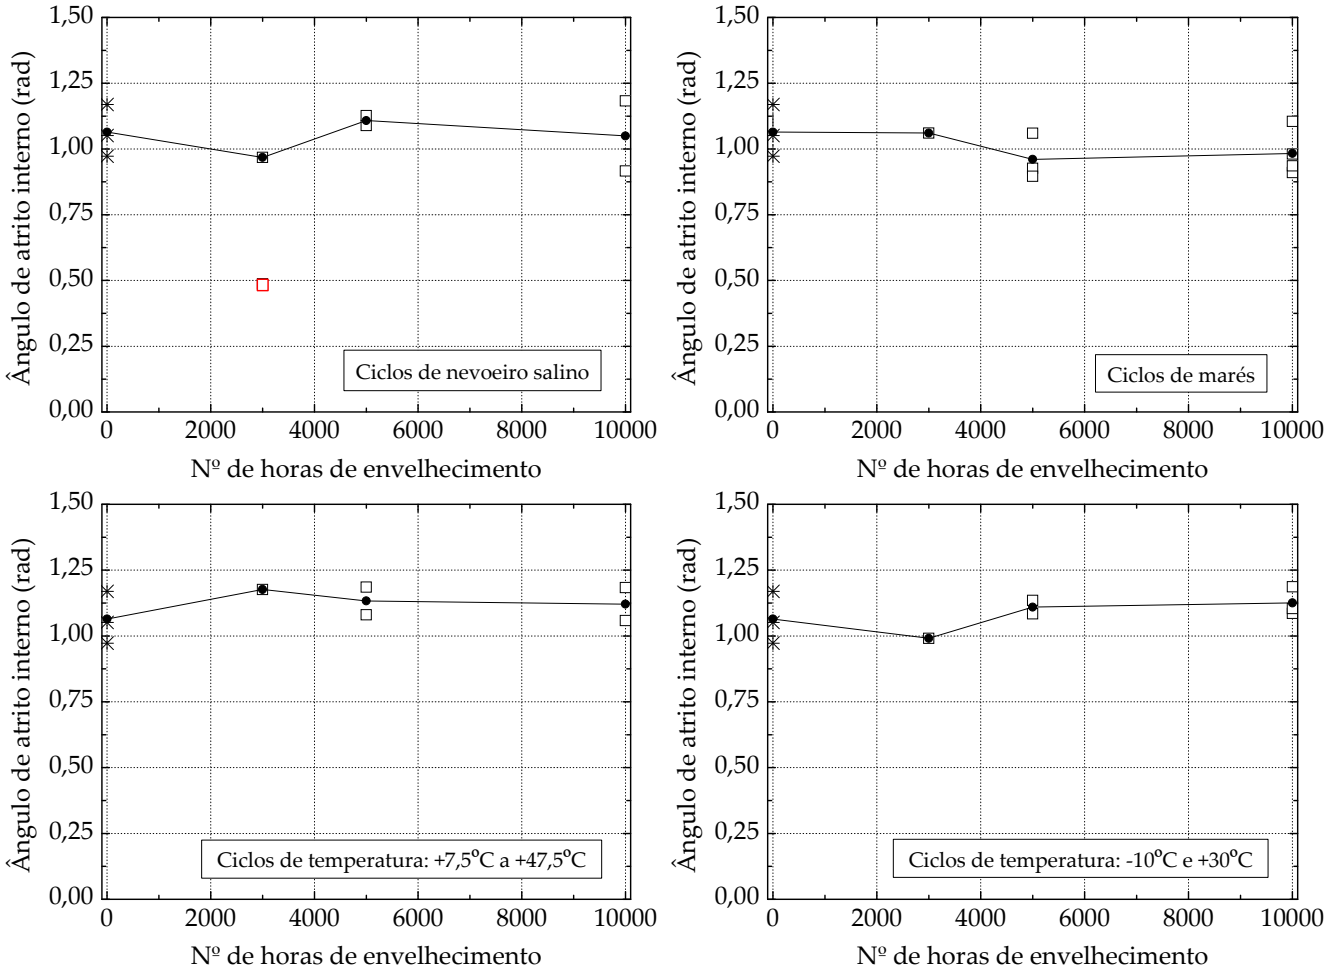 Ângulo de atrito interno (rad)
1,50
1,25
1,00
0,75
0,50
0,25
0,00
Ciclos de nevoeiro salino
0 2000 4000 6000 8000 10000
Nº de horas de envelhecimento
Ângulo de atrito interno (rad)
1,50
1,25
1,00
0,75
0,50
0,25
0,00
Ciclos de marés
0 2000 4000 6000 8000 10000
Nº de horas de envelhecimento
Ângulo de atrito interno (rad)
1,50
1,25
1,00
0,75
0,50
0,25
0,00
Ciclos de temperatura: +7,5ºC a +47,5ºC
0 2000 4000 6000 8000 10000
Nº de horas de envelhecimento
Ângulo de atrito interno (rad)
1,50
1,25
1,00
0,75
0,50
0,25
0,00
Ciclos de temperatura: -10ºC e +30ºC
0 2000 4000 6000 8000 10000
Nº de horas de envelhecimento